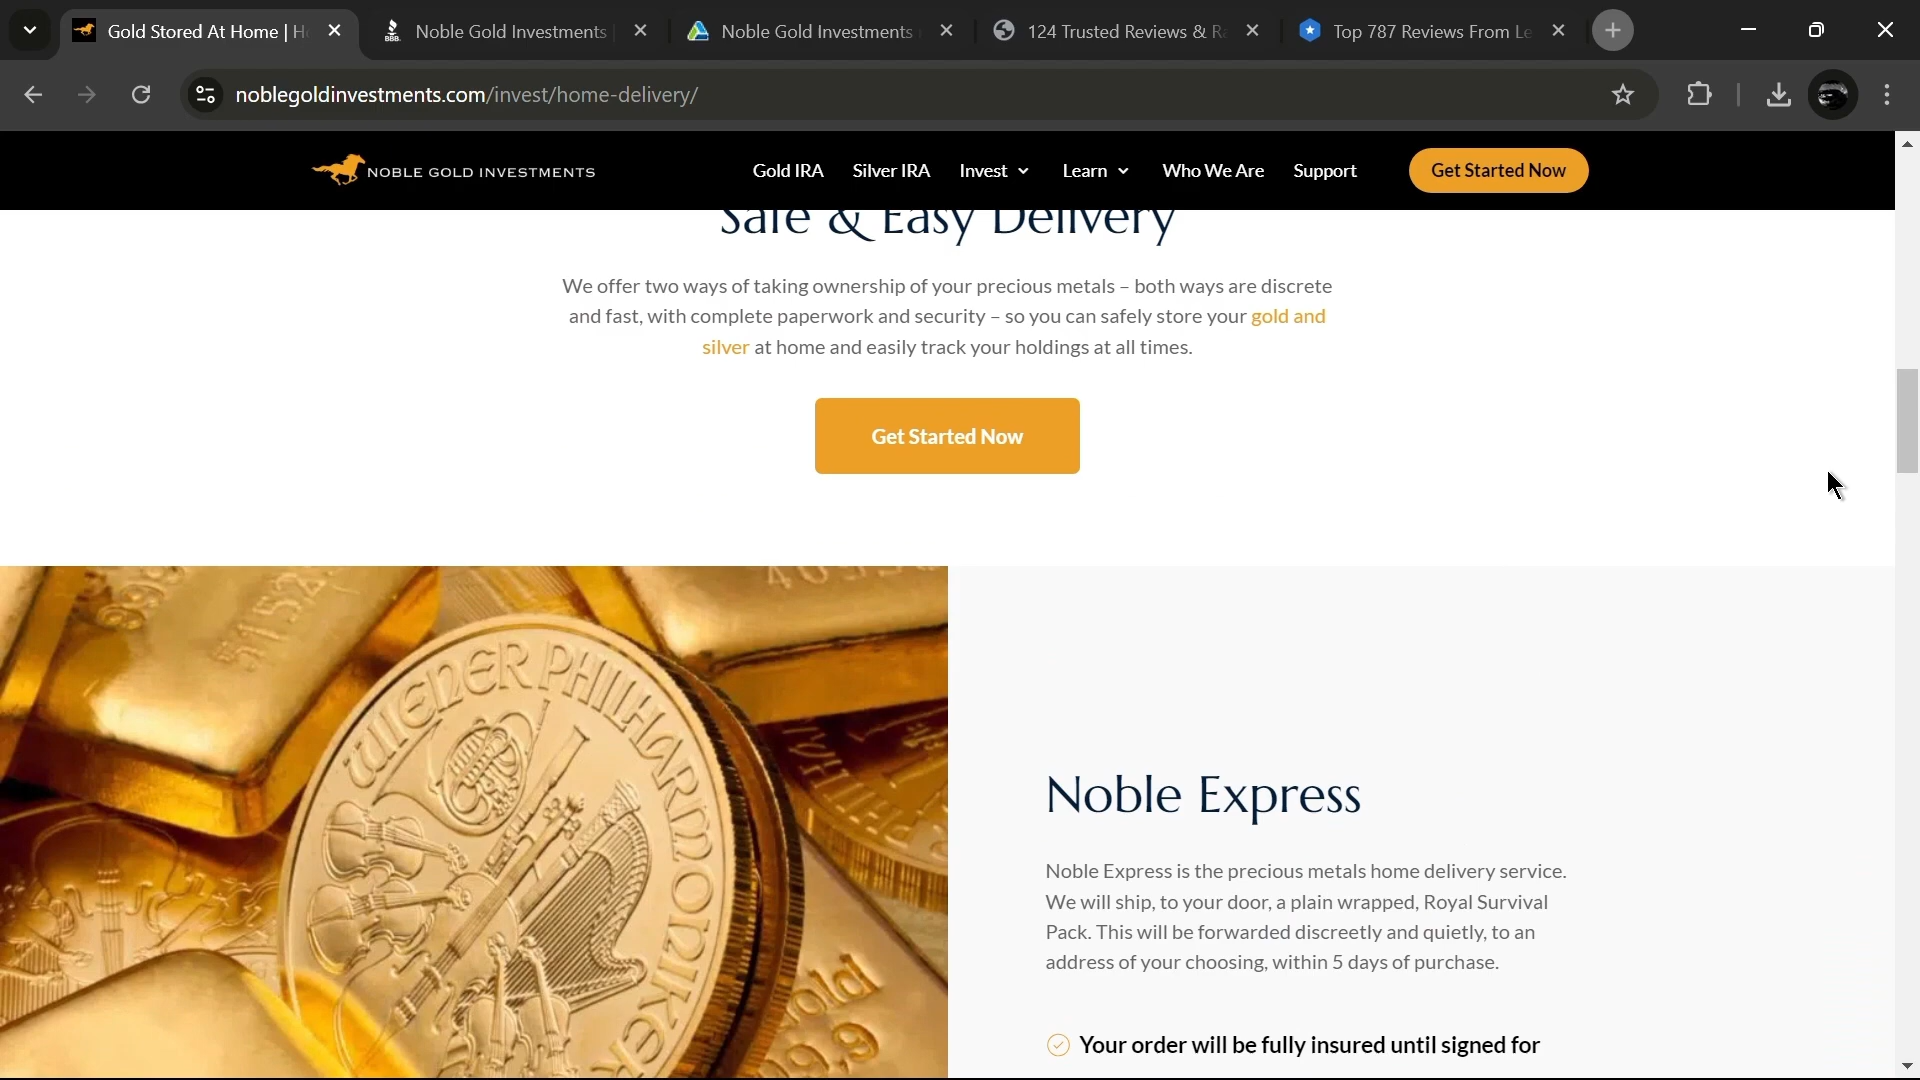 Gold Stored At Home | H
Noble Gold Investments
Noble Gold Investments
124 Trusted Reviews & Ra
Top 787 Reviews From Le
noblegoldinvestments.com/invest/home-delivery/
NOBLE GOLD INVESTMENTS
Gold IRA
Silver IRA
Invest
Learn
Who We Are
Support
Get Started Now
Safe & Easy Delivery
We offer two ways of taking ownership of your precious metals – both ways are discrete
and fast, with complete paperwork and security – so you can safely store your gold and
silver at home and easily track your holdings at all times.
Get Started Now
WIENER PHILHARMONIKER
Noble Express
Noble Express is the precious metals home delivery service.
We will ship, to your door, a plain wrapped, Royal Survival
Pack. This will be forwarded discreetly and quietly, to an
address of your choosing, within 5 days of purchase.
Your order will be fully insured until signed for